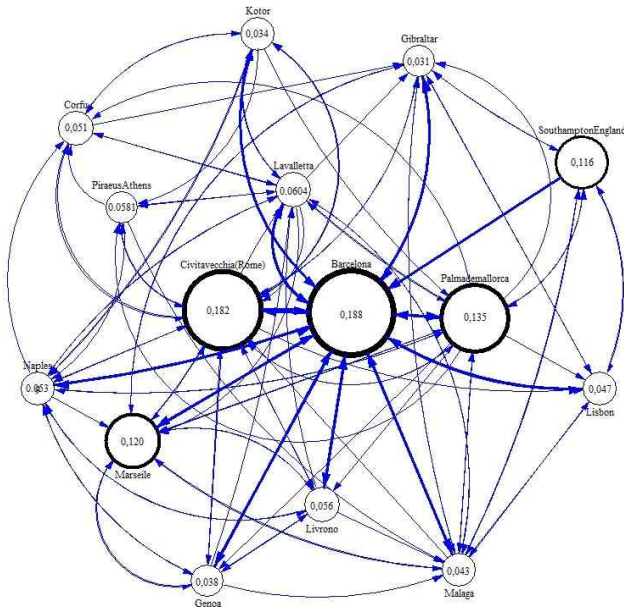 Kotor
0,034
Gibraltar
0,031
Corfu
0,051
SouthamptonEngland
0,116
Lavalletta
0.0604
PiraeusAthens
0.0581
Civitavecchia(Rome)
0,182
Barcelona
0,188
Palmademallorca
0,135
Naples
0.053
0,047
Lisbon
0,120
Marseile
0,056
Livrono
0,038
Genoa
0,043
Malaga